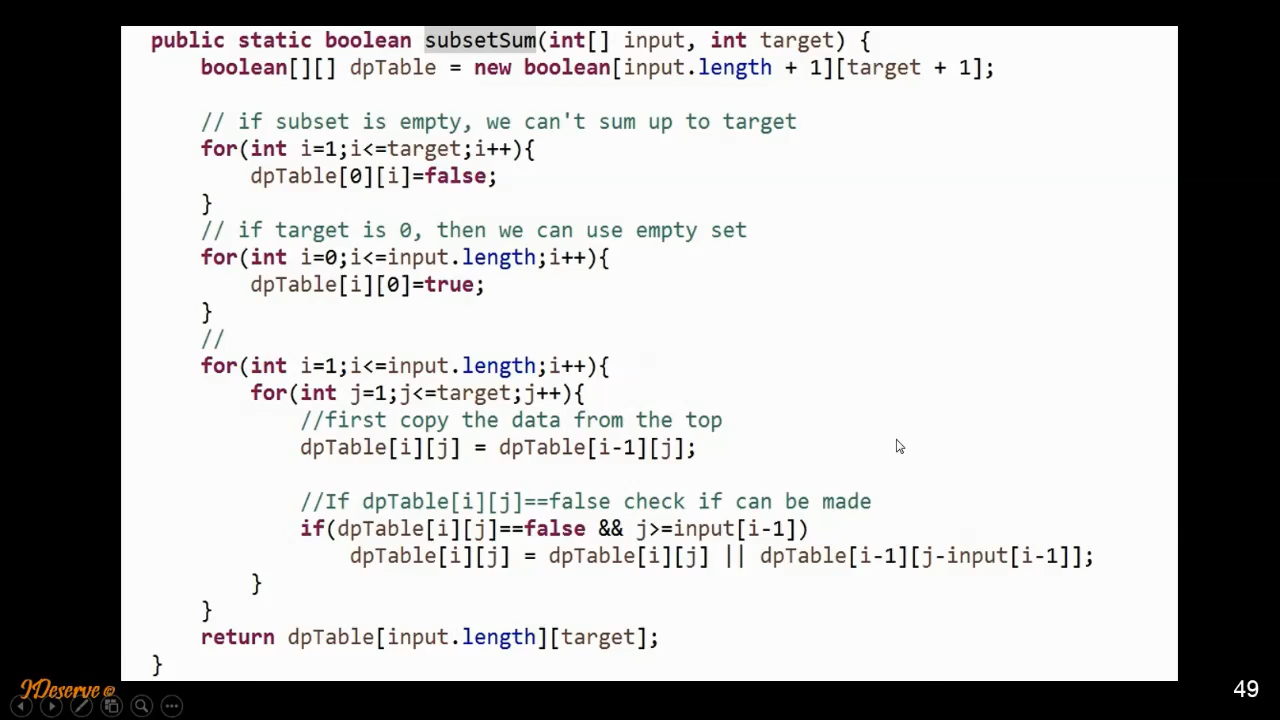 public static boolean subsetSum(int[] input, int target) {
boolean[][] dpTable = new boolean[input.length + 1][target + 1];
// if subset is empty, we can't sum up to target
for(int i=1;i<=target;i++){
dpTable[0][i]=false;
}
// if target is 0, then we can use empty set
for(int i=0;i<=input.length;i++){
dpTable[i][0]=true;
}
//
for(int i=1;i<=input.length;i++){
for(int j=1;j<=target;j++){
//first copy the data from the top
dpTable[i][j] = dpTable[i-1][j];
//If dpTable[i][j]==false check if can be made
if(dpTable[i][j]==false && j>=input[i-1])
dpTable[i][j] = dpTable[i][j] || dpTable[i-1][j-input[i-1]];
}
}
return dpTable[input.length][target];
}
IDeserve ©
49